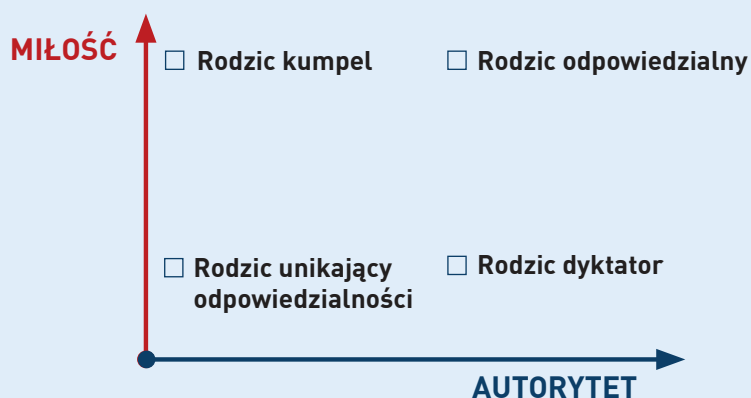 MIŁOŚĆ
Rodzic kumpel
Rodzic odpowiedzialny
Rodzic unikający
odpowiedzialności
Rodzic dyktator
AUTORYTET